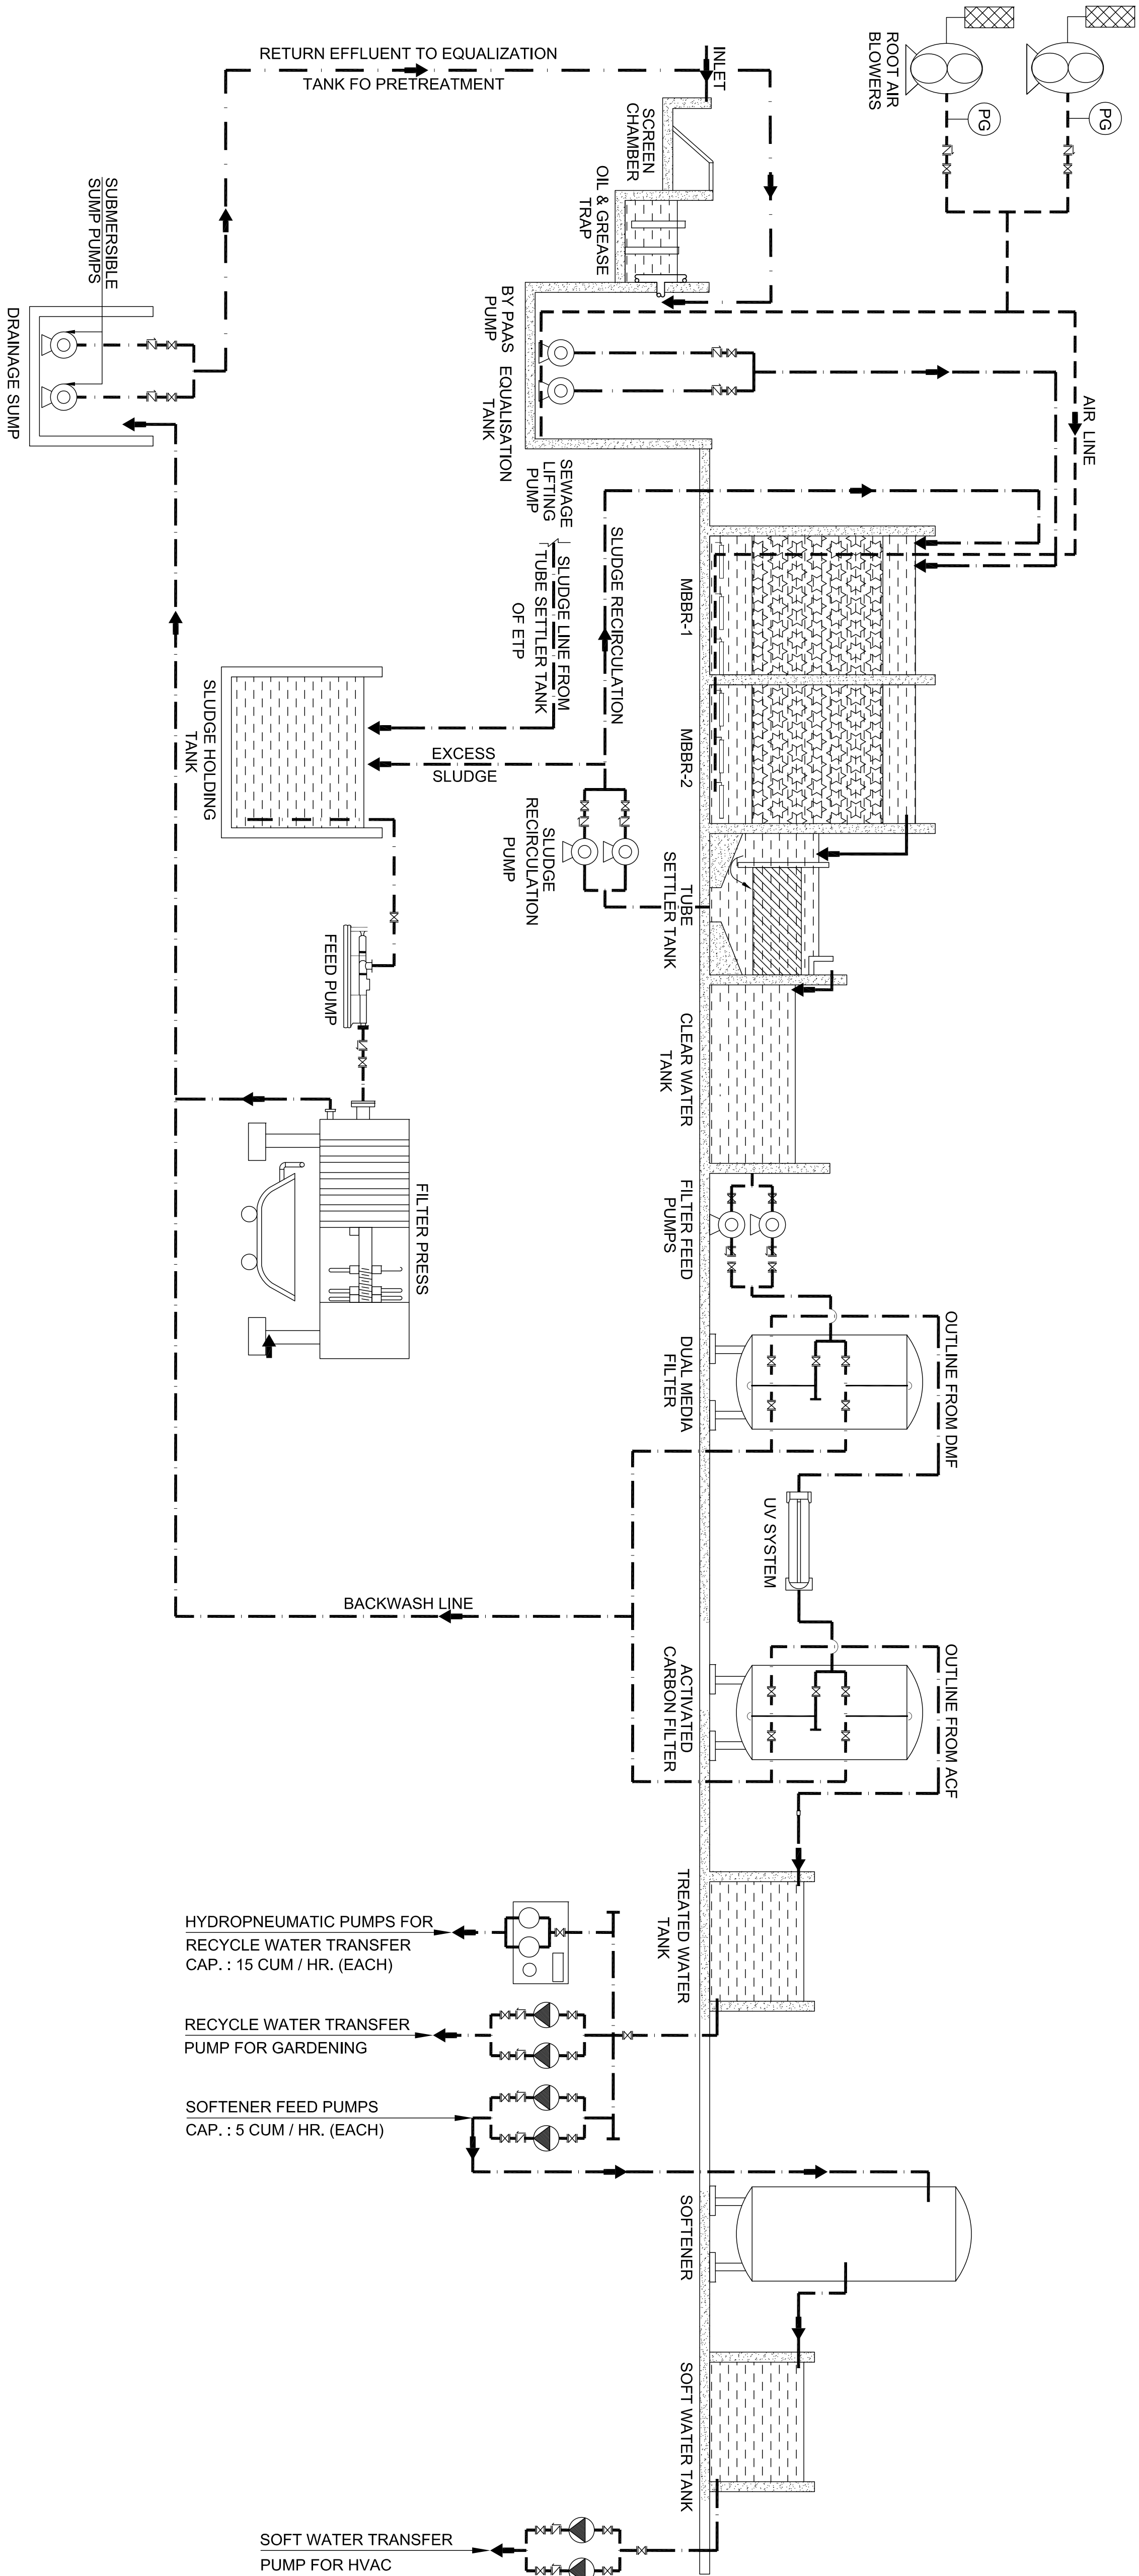 ROOT AIR
BLOWERS
PG
PG
RETURN EFFLUENT TO EQUALIZATION
TANK FO PRETREATMENT
INLET
SCREEN
CHAMBER
OIL & GREASE
TRAP
SUBMERSIBLE
SUMP PUMPS
DRAINAGE SUMP
BY PAAS
PUMP
EQUALISATION
TANK
AIR LINE
SEWAGE
LIFTING
PUMP
SLUDGE LINE FROM
TUBE SETTLER TANK
OF ETP
SLUDGE RECIRCULATION
MBBR-1
MBBR-2
SLUDGE HOLDING
TANK
EXCESS
SLUDGE
SLUDGE
RECIRCULATION
PUMP
TUBE
SETTLER TANK
FEED PUMP
CLEAR WATER
TANK
FILTER PRESS
FILTER FEED
PUMPS
DUAL MEDIA
FILTER
OUTLINE FROM DMF
UV SYSTEM
BACKWASH LINE
ACTIVATED
CARBON FILTER
OUTLINE FROM ACF
TREATED WATER
TANK
HYDROPNEUMATIC PUMPS FOR
RECYCLE WATER TRANSFER
CAP. : 15 CUM / HR. (EACH)
RECYCLE WATER TRANSFER
PUMP FOR GARDENING
SOFTENER FEED PUMPS
CAP. : 5 CUM / HR. (EACH)
SOFTENER
SOFT WATER TANK
SOFT WATER TRANSFER
PUMP FOR HVAC